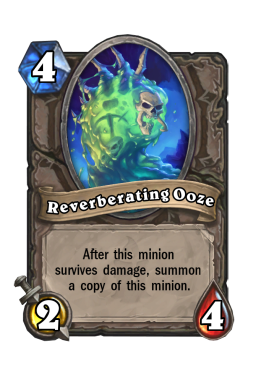 4
Reverberating Ooze
After this minion
survives damage, summon
a copy of this minion.
2
4